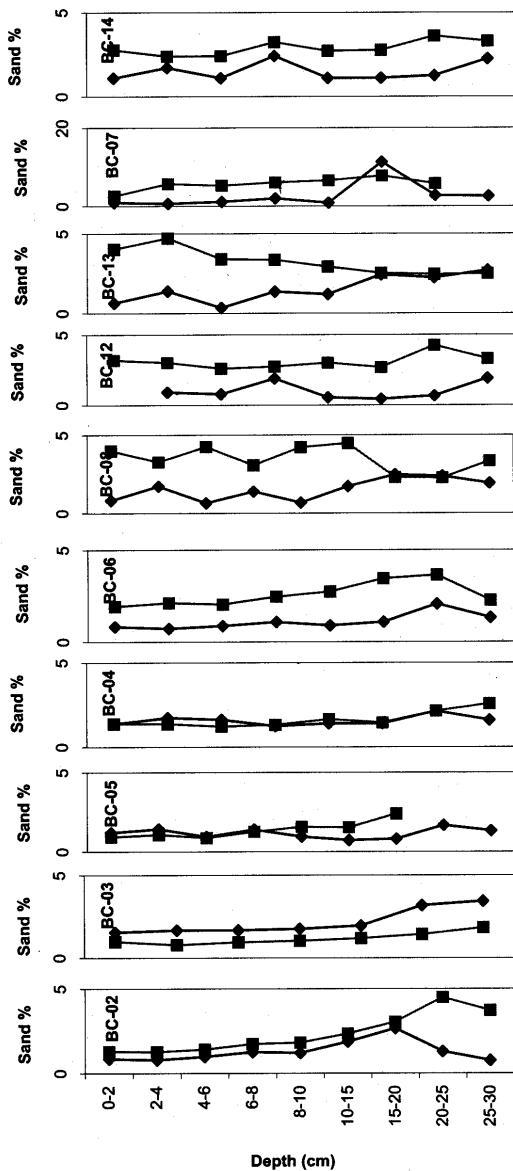 Sand %
5
0
BC-14
Sand %
20
0
BC-07
Sand %
5
0
BC-13
Sand %
5
0
BC-12
Sand %
5
0
BC-08
Sand %
5
0
BC-06
Sand %
5
0
BC-04
Sand %
5
0
BC-05
Sand %
5
0
BC-03
Sand %
5
0
BC-02
0-2
2-4
4-6
6-8
8-10
10-15
15-20
20-25
25-30
Depth (cm)